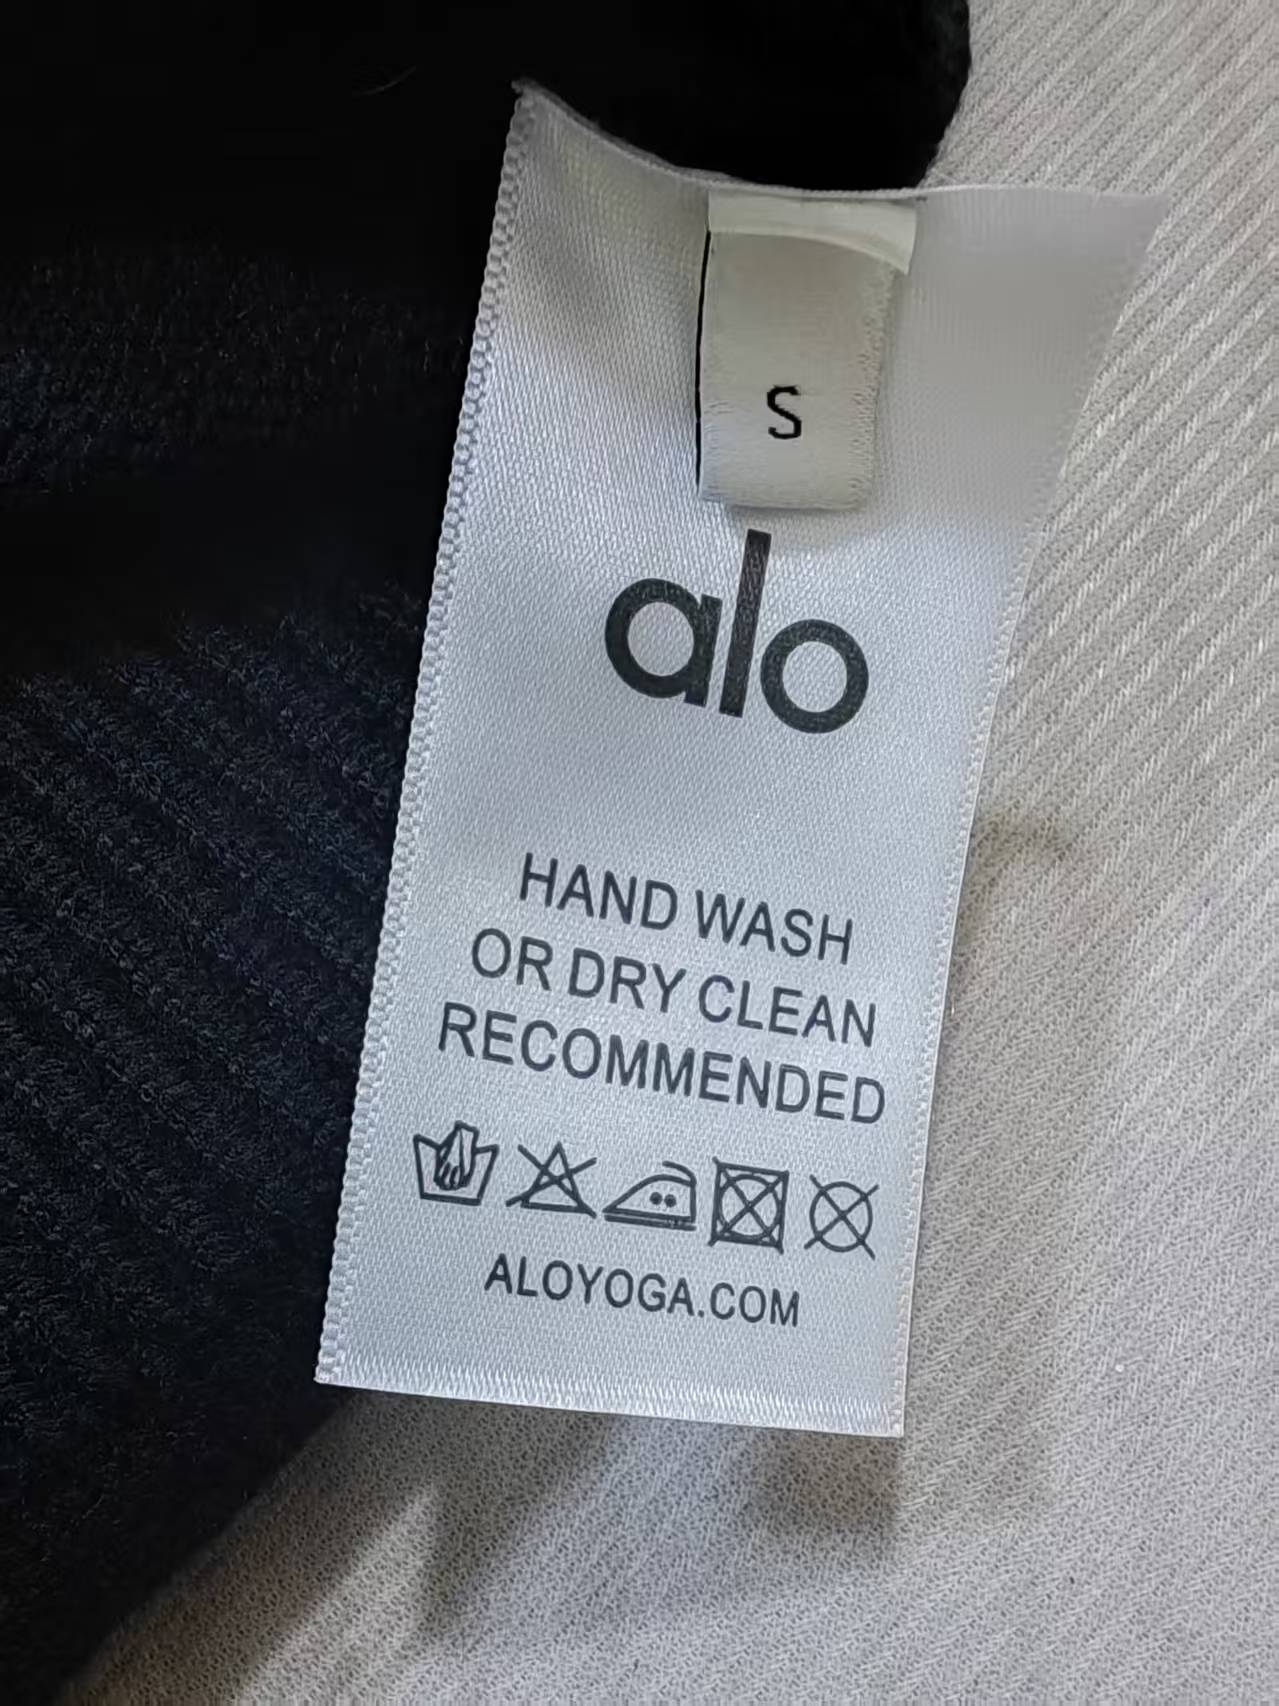 S
alo
HAND WASH
OR DRY CLEAN
RECOMMENDED
ALOYOGA.COM